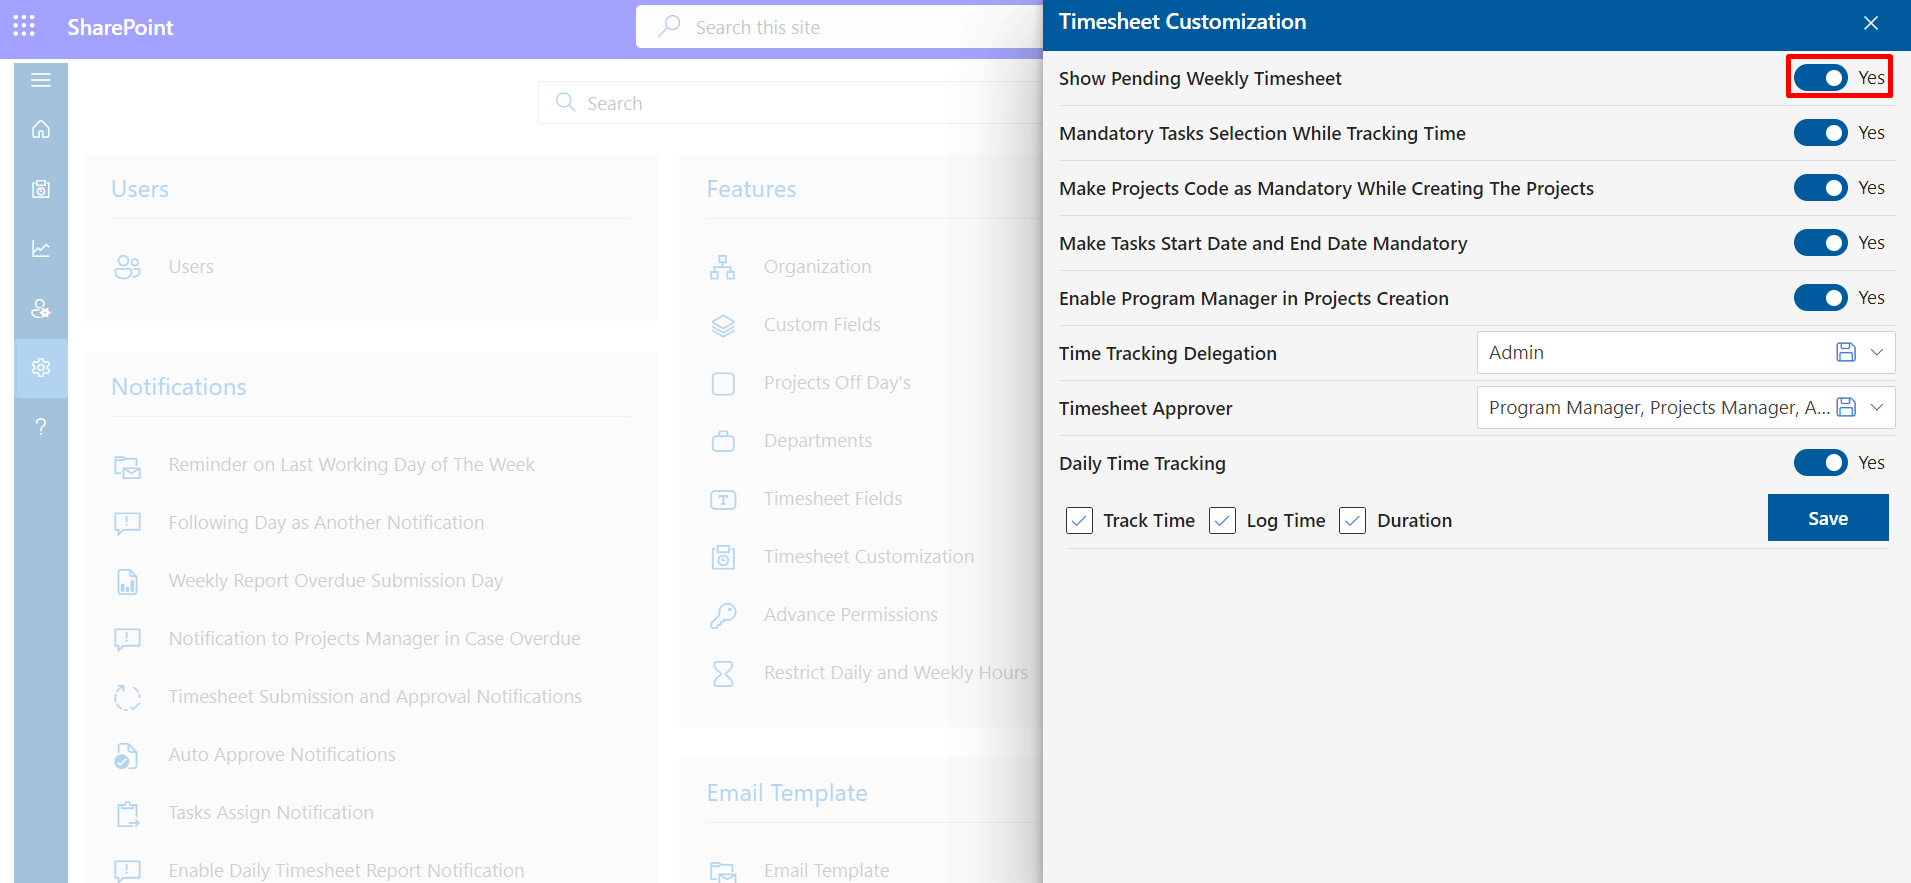 SharePoint
Search this site
Search
Users
Users
Notifications
Reminder on Last Working Day of The Week
Following Day as Another Notification
Weekly Report Overdue Submission Day
Notification to Projects Manager in Case Overdue
Timesheet Submission and Approval Notifications
Auto Approve Notifications
Tasks Assign Notification
Enable Daily Timesheet Report Notification
Features
Organization
Custom Fields
Projects Off Day's
Departments
Timesheet Fields
Timesheet Customization
Advance Permissions
Restrict Daily and Weekly Hours
Email Template
Email Template
Timesheet Customization
Show Pending Weekly Timesheet Yes
Mandatory Tasks Selection While Tracking Time Yes
Make Projects Code as Mandatory While Creating The Projects Yes
Make Tasks Start Date and End Date Mandatory Yes
Enable Program Manager in Projects Creation Yes
Time Tracking Delegation Admin
Timesheet Approver Program Manager, Projects Manager, A...
Daily Time Tracking Yes
Track Time Log Time Duration Save